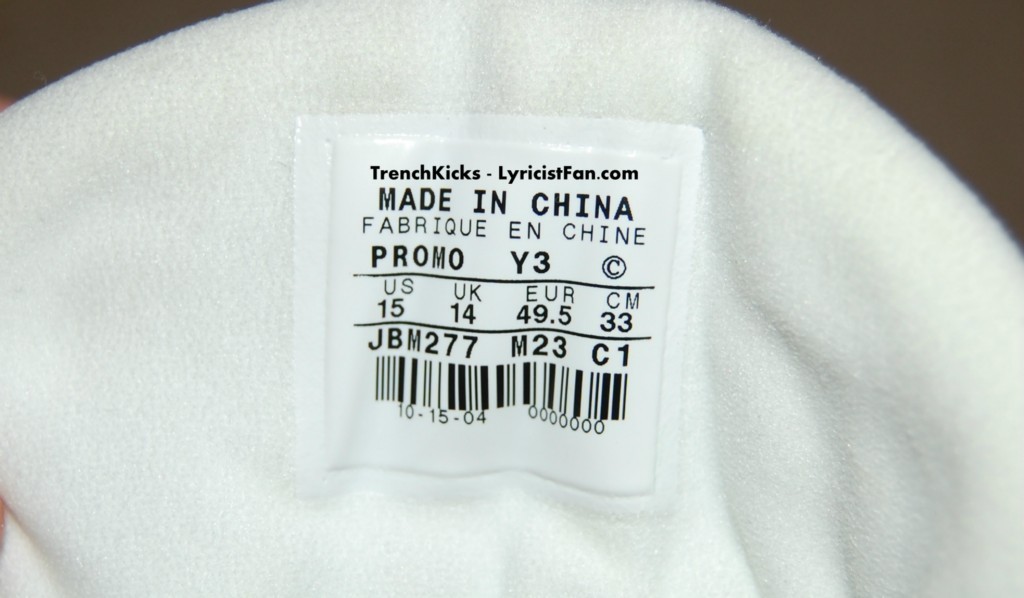 TrenchKicks - LyricistFan.com
MADE IN CHINA
FABRIQUE EN CHINE
PROMO Y3 ©
US UK EUR CM
15 14 49.5 33
JBM277 M23 C1
10-15-04 0000000